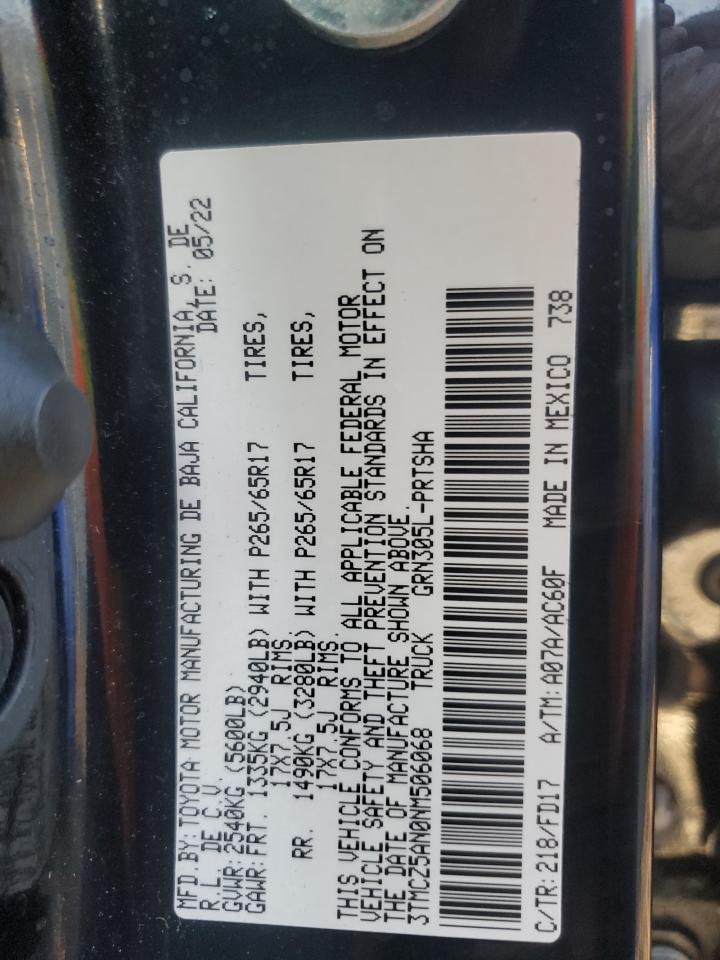 MFD.BY:TOYOTA MOTOR MANUFACTURING DE BAJA CALIFORNIA, S. DE
R.L. DE C.V. DATE: 05/22
GVWR:2540KG (5600LB)
GAWR:FRT. 1335KG (2940LB) WITH P265/65R17 TIRES,
17X7.5J RIMS.
RR. 1490KG (3280LB) WITH P265/65R17 TIRES,
17X7.5J RIMS.
THIS VEHICLE CONFORMS TO ALL APPLICABLE FEDERAL MOTOR
VEHICLE SAFETY AND THEFT PREVENTION STANDARDS IN EFFECT ON
THE DATE OF MANUFACTURE SHOWN ABOVE.
3TMCZ5AN0NM506068 TRUCK GRN305L-PRTSHA
C/TR:218/FD17 A/TM:A07A/AC60F MADE IN MEXICO 738